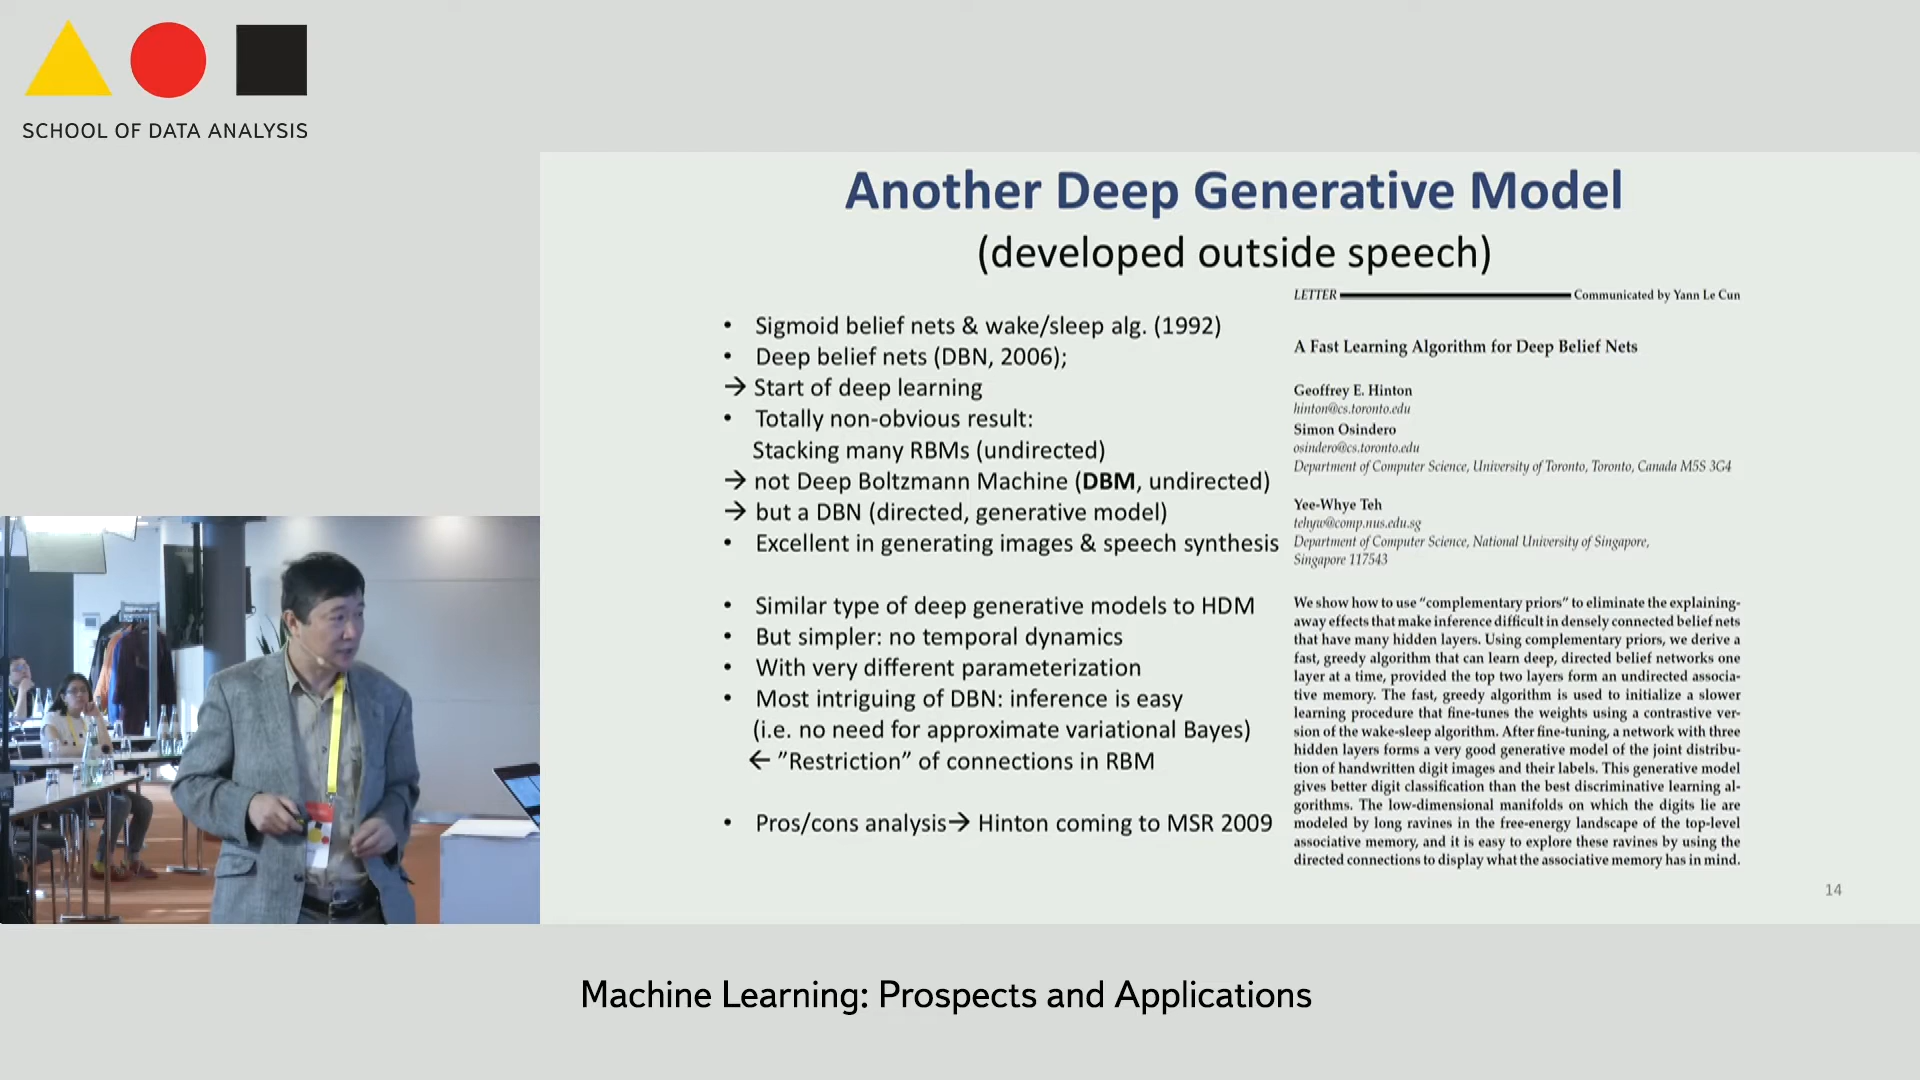 SCHOOL OF DATA ANALYSIS
Another Deep Generative Model
(developed outside speech)
• Sigmoid belief nets & wake/sleep alg. (1992)
• Deep belief nets (DBN, 2006);
→ Start of deep learning
• Totally non-obvious result:
Stacking many RBMs (undirected)
→ not Deep Boltzmann Machine (DBM, undirected)
→ but a DBN (directed, generative model)
• Excellent in generating images & speech synthesis
• Similar type of deep generative models to HDM
• But simpler: no temporal dynamics
• With very different parameterization
• Most intriguing of DBN: inference is easy
(i.e. no need for approximate variational Bayes)
← ”Restriction” of connections in RBM
• Pros/cons analysis→ Hinton coming to MSR 2009
LETTER Communicated by Yann Le Cun
A Fast Learning Algorithm for Deep Belief Nets
Geoffrey E. Hinton
hinton@cs.toronto.edu
Simon Osindero
osindero@cs.toronto.edu
Department of Computer Science, University of Toronto, Toronto, Canada M5S 3G4
Yee-Whye Teh
tehyw@comp.nus.edu.sg
Department of Computer Science, National University of Singapore,
Singapore 117543
We show how to use “complementary priors” to eliminate the explaining-
away effects that make inference difficult in densely connected belief nets
that have many hidden layers. Using complementary priors, we derive a
fast, greedy algorithm that can learn deep, directed belief networks one
layer at a time, provided the top two layers form an undirected associa-
tive memory. The fast, greedy algorithm is used to initialize a slower
learning procedure that fine-tunes the weights using a contrastive ver-
sion of the wake-sleep algorithm. After fine-tuning, a network with three
hidden layers forms a very good generative model of the joint distribu-
tion of handwritten digit images and their labels. This generative model
gives better digit classification than the best discriminative learning al-
gorithms. The low-dimensional manifolds on which the digits lie are
modeled by long ravines in the free-energy landscape of the top-level
associative memory, and it is easy to explore these ravines by using the
directed connections to display what the associative memory has in mind.
14
Machine Learning: Prospects and Applications